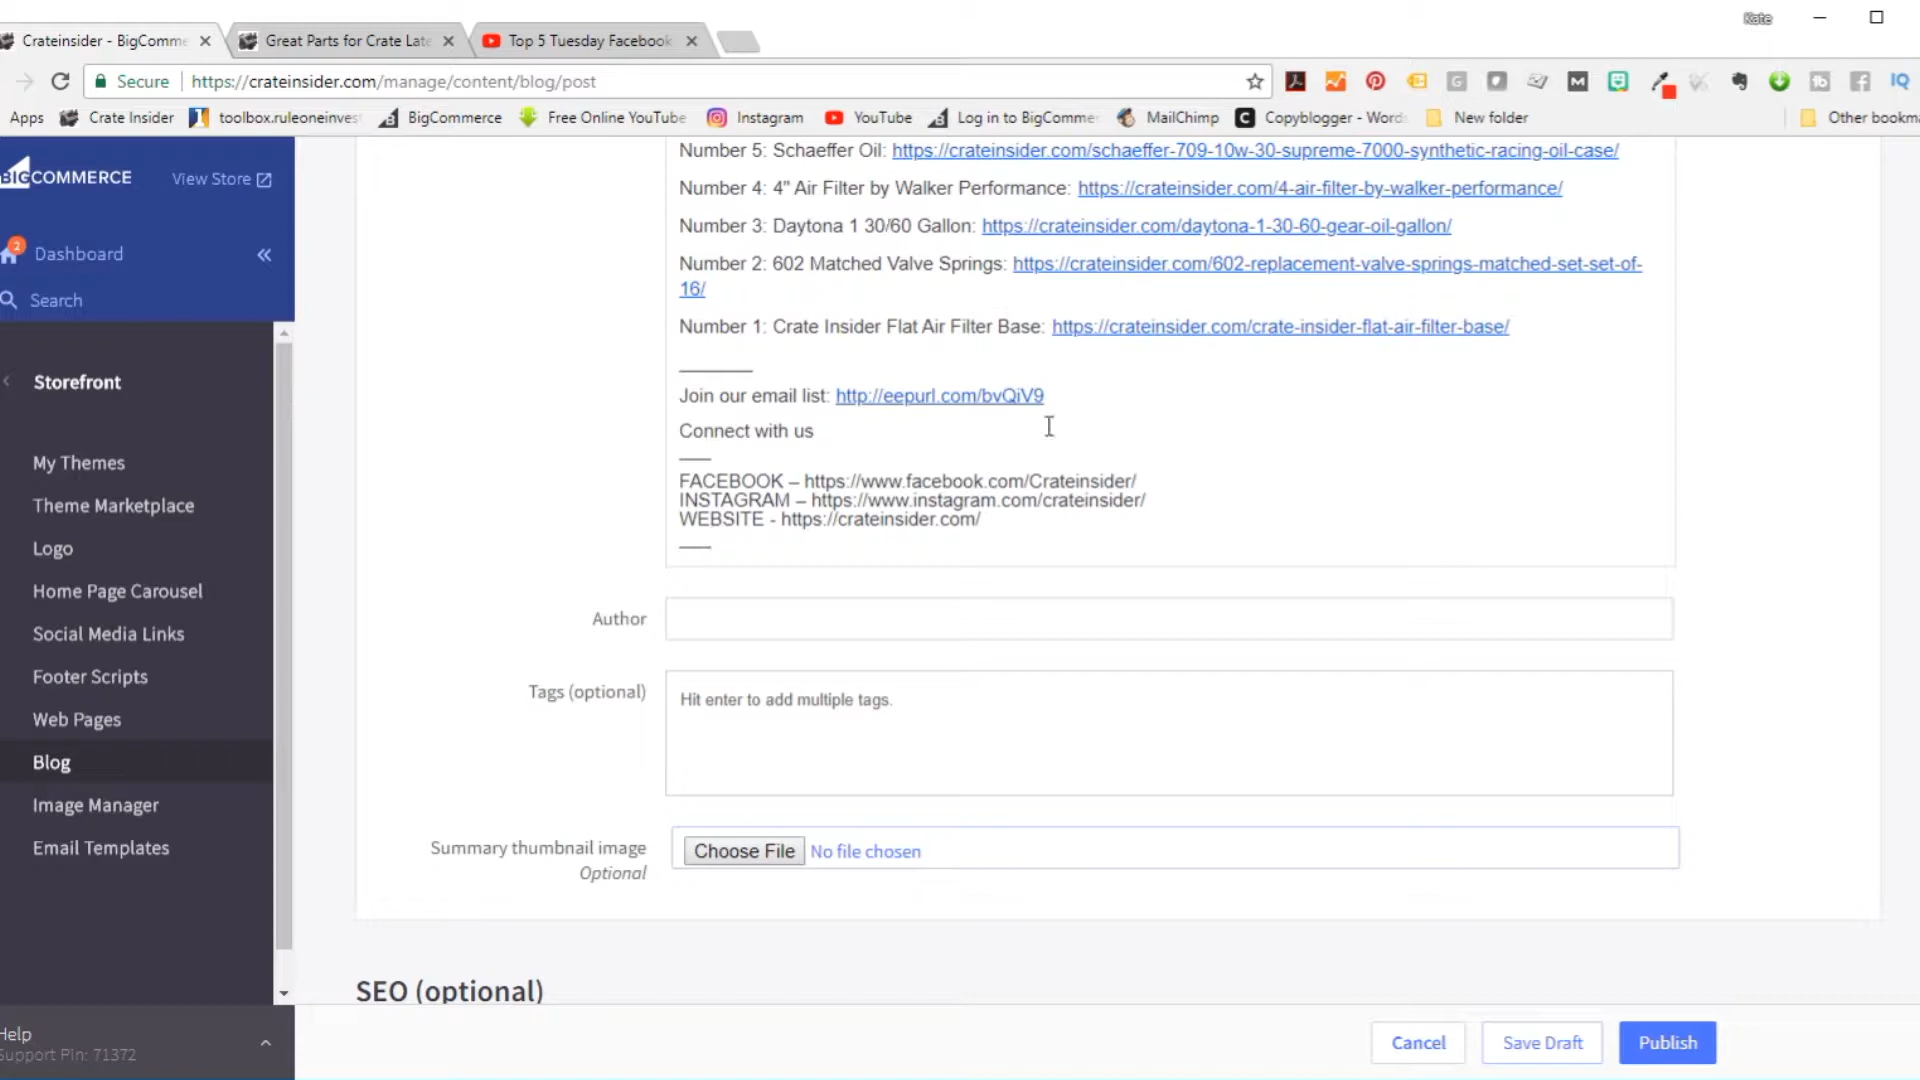 Kate
Crateinsider - BigComme
Great Parts for Crate Late
Top 5 Tuesday Facebook
Secure
https://crateinsider.com/manage/content/blog/post
Apps
Crate Insider
toolbox.ruleoneinves
BigCommerce
Free Online YouTube
Instagram
YouTube
Log in to BigComme
MailChimp
Copyblogger - Words
New folder
Other bookma
BIGCOMMERCE
View Store
2
Dashboard
Search
Storefront
My Themes
Theme Marketplace
Logo
Home Page Carousel
Social Media Links
Footer Scripts
Web Pages
Blog
Image Manager
Email Templates
Help
Support Pin: 71372
Number 5: Schaeffer Oil: https://crateinsider.com/schaeffer-709-10w-30-supreme-7000-synthetic-racing-oil-case/
Number 4: 4" Air Filter by Walker Performance: https://crateinsider.com/4-air-filter-by-walker-performance/
Number 3: Daytona 1 30/60 Gallon: https://crateinsider.com/daytona-1-30-60-gear-oil-gallon/
Number 2: 602 Matched Valve Springs: https://crateinsider.com/602-replacement-valve-springs-matched-set-set-of-
16/
Number 1: Crate Insider Flat Air Filter Base: https://crateinsider.com/crate-insider-flat-air-filter-base/
Join our email list: http://eepurl.com/bvQiV9
Connect with us
FACEBOOK – https://www.facebook.com/Crateinsider/
INSTAGRAM – https://www.instagram.com/crateinsider/
WEBSITE - https://crateinsider.com/
Author
Tags (optional)
Hit enter to add multiple tags.
Summary thumbnail image
Optional
Choose File
No file chosen
SEO (optional)
Cancel
Save Draft
Publish